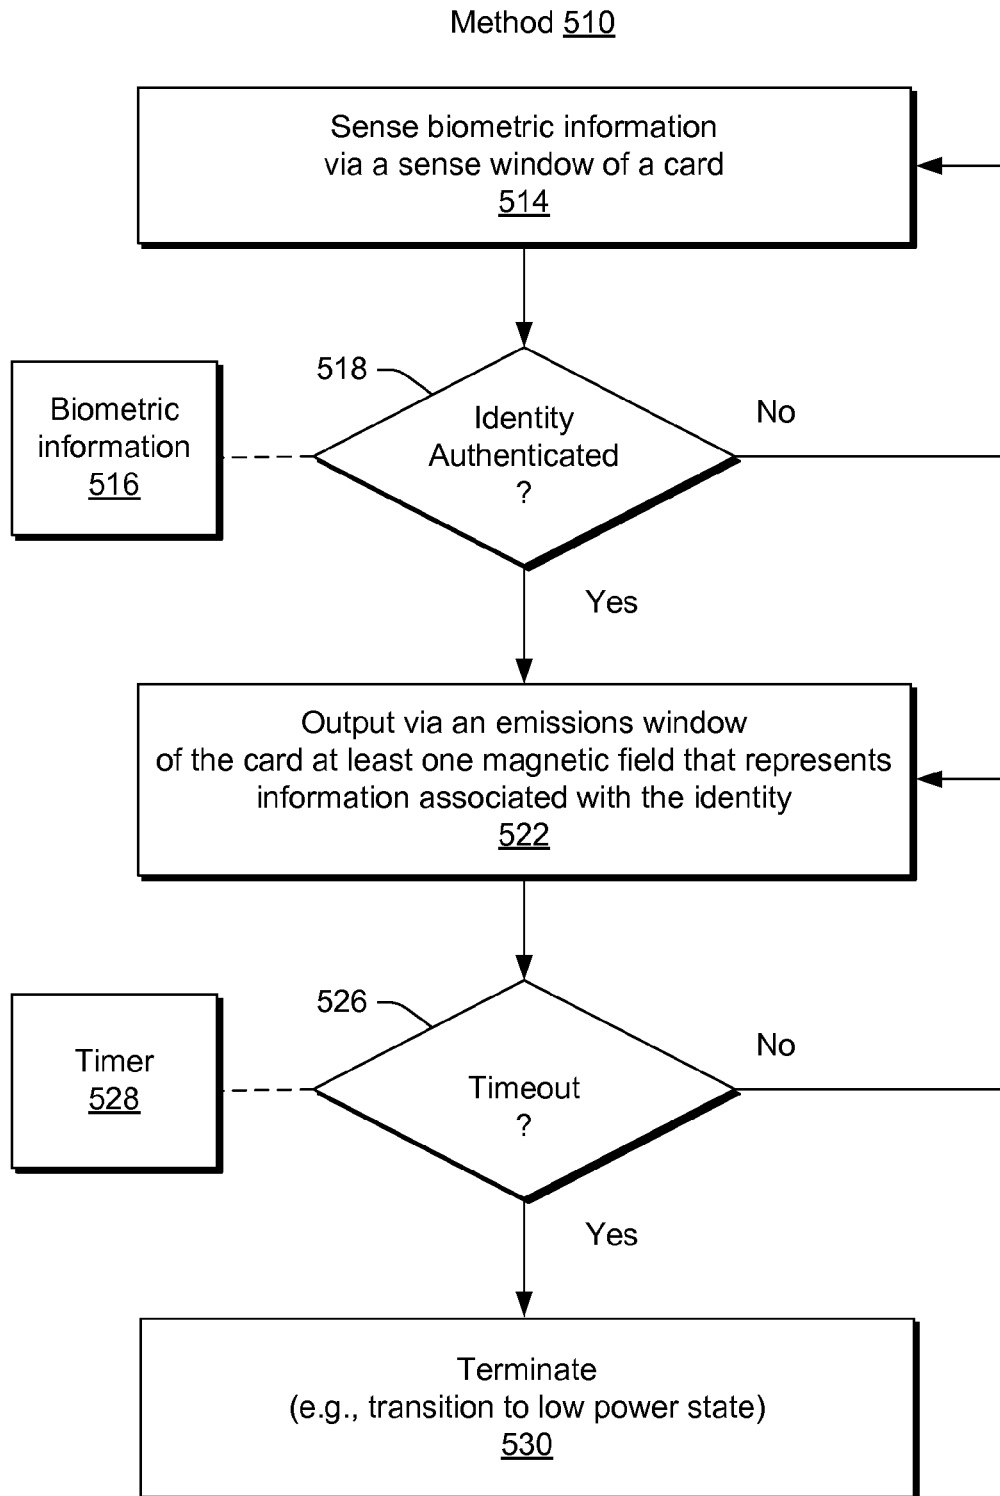 Method 510
Sense biometric information
via a sense window of a card
514
518
Identity
Authenticated
?
No
Biometric
information
516
Yes
Output via an emissions window
of the card at least one magnetic field that represents
information associated with the identity
522
526
Timeout
?
No
Timer
528
Yes
Terminate
(e.g., transition to low power state)
530